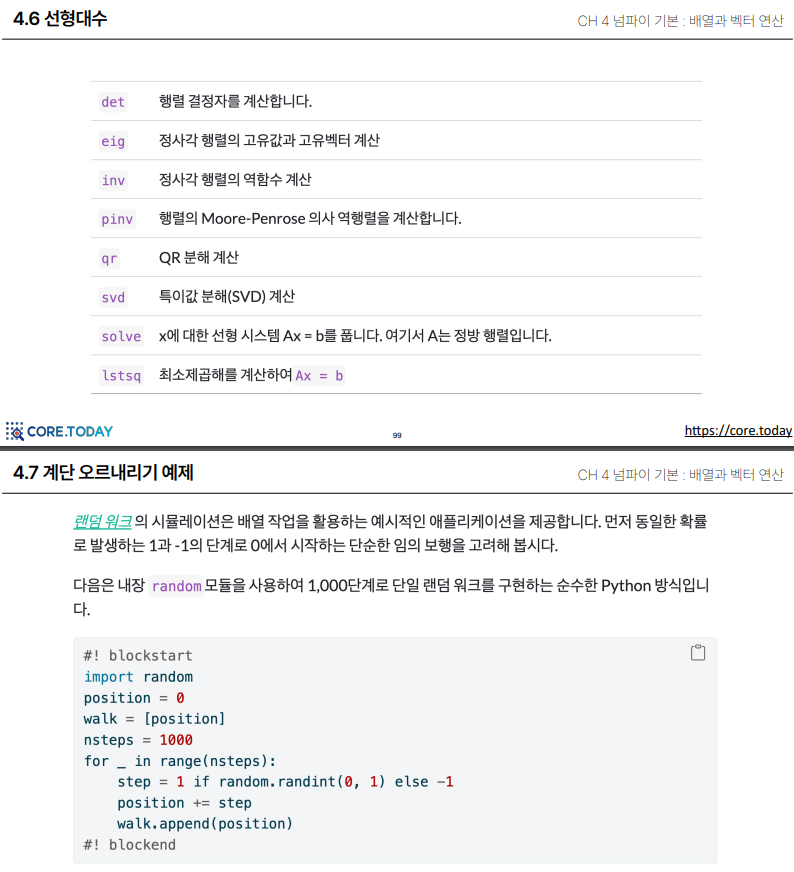 4.6 선형대수
CH 4 넘파이 기본 : 배열과 벡터 연산
det 행렬 결정자를 계산합니다.
eig 정사각 행렬의 고유값과 고유벡터 계산
inv 정사각 행렬의 역함수 계산
pinv 행렬의 Moore-Penrose 의사 역행렬을 계산합니다.
qr QR 분해 계산
svd 특이값 분해(SVD) 계산
solve x에 대한 선형 시스템 Ax = b를 풉니다. 여기서 A는 정방 행렬입니다.
lstsq 최소제곱해를 계산하여 Ax = b
CORE.TODAY
99
https://core.today
4.7 계단 오르내리기 예제
CH 4 넘파이 기본 : 배열과 벡터 연산
랜덤 워크의 시뮬레이션은 배열 작업을 활용하는 예시적인 애플리케이션을 제공합니다. 먼저 동일한 확률
로 발생하는 1과 -1의 단계로 0에서 시작하는 단순한 임의 보행을 고려해 봅시다.
다음은 내장 random 모듈을 사용하여 1,000단계로 단일 랜덤 워크를 구현하는 순수한 Python 방식입니
다.
#! blockstart
import random
position = 0
walk = [position]
nsteps = 1000
for _ in range(nsteps):
    step = 1 if random.randint(0, 1) else -1
    position += step
    walk.append(position)
#! blockend